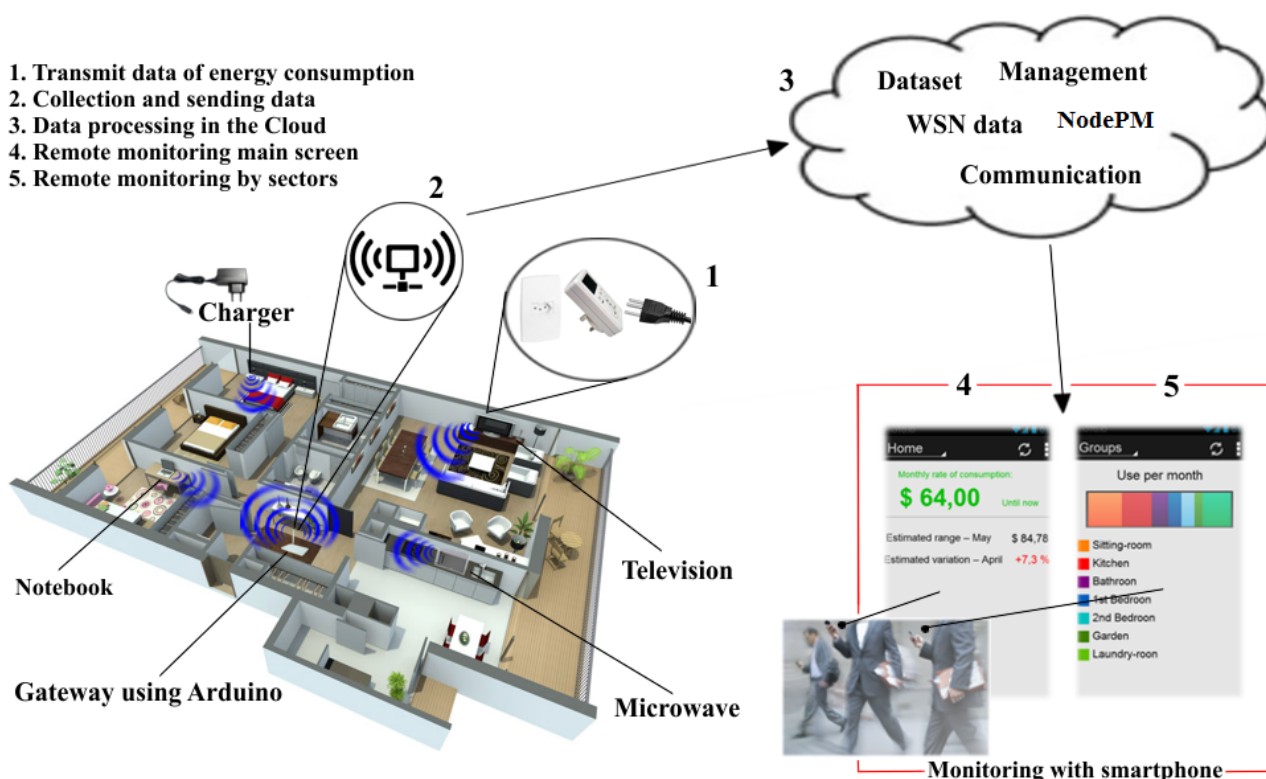 1. Transmit data of energy consumption
2. Collection and sending data
3. Data processing in the Cloud
4. Remote monitoring main screen
5. Remote monitoring by sectors
3
Dataset
Management
WSN data
NodePM
Communication
2
1
Charger
Notebook
Television
Gateway using Arduino
Microwave
4
5
Home
Monthly rate of consumption:
$ 64,00
Until now
Estimated range – May $ 84,78
Estimated variation – April +7,3 %
Groups
Use per month
Sitting-room
Kitchen
Bathroon
1st Bedroon
2nd Bedroon
Garden
Laundry-roon
Monitoring with smartphone